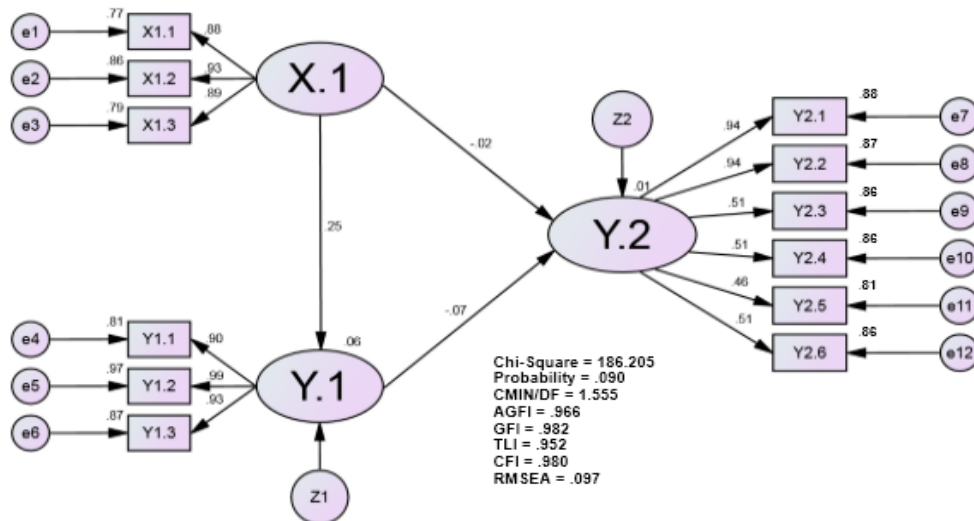 e1
.77
X1.1
.88
e2
.86
X1.2
.93
e3
.79
X1.3
.89
X.1
-.02
.25
Z2
.01
Y.2
.94
Y2.1
.88
e7
.94
Y2.2
.87
e8
.51
Y2.3
.86
e9
.51
Y2.4
.86
e10
.46
Y2.5
.81
e11
.51
Y2.6
.86
e12
-.07
e4
.81
Y1.1
.90
e5
.97
Y1.2
.99
e6
.87
Y1.3
.93
.06
Y.1
Z1
Chi-Square = 186.205
Probability = .090
CMIN/DF = 1.555
AGFI = .966
GFI = .982
TLI = .952
CFI = .980
RMSEA = .097